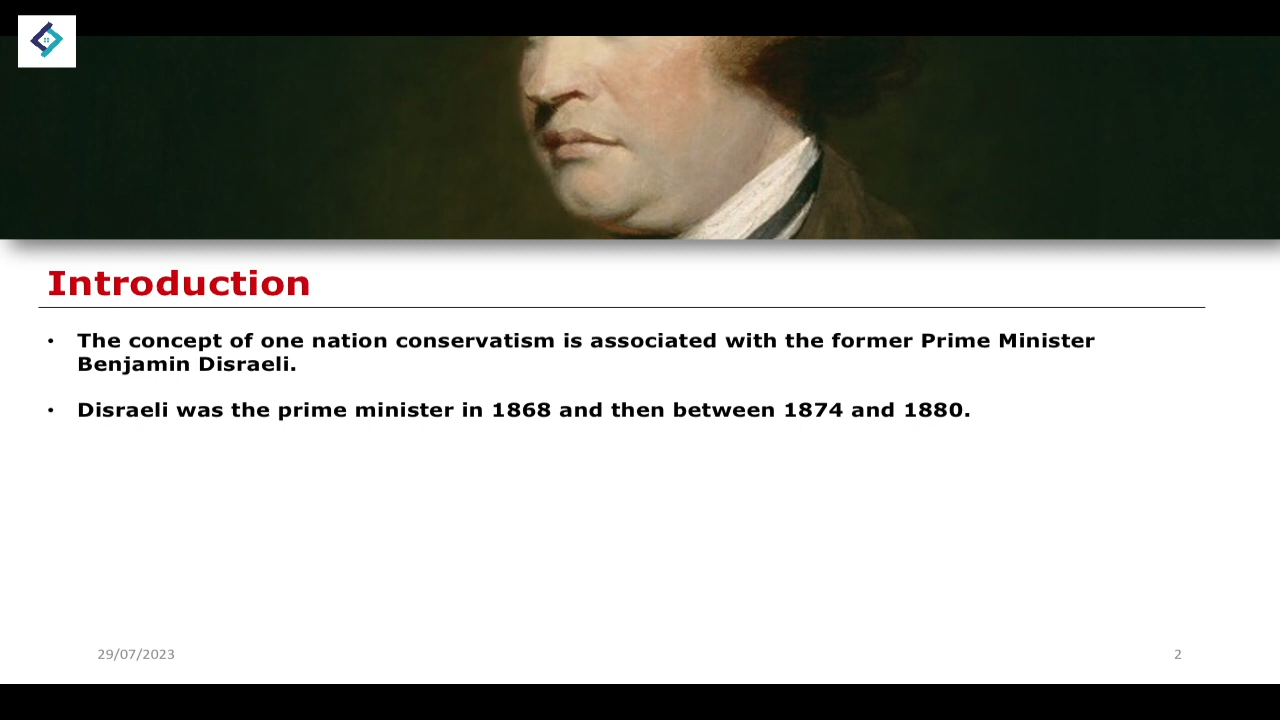 Introduction
• The concept of one nation conservatism is associated with the former Prime Minister
Benjamin Disraeli.
• Disraeli was the prime minister in 1868 and then between 1874 and 1880.
29/07/2023
2